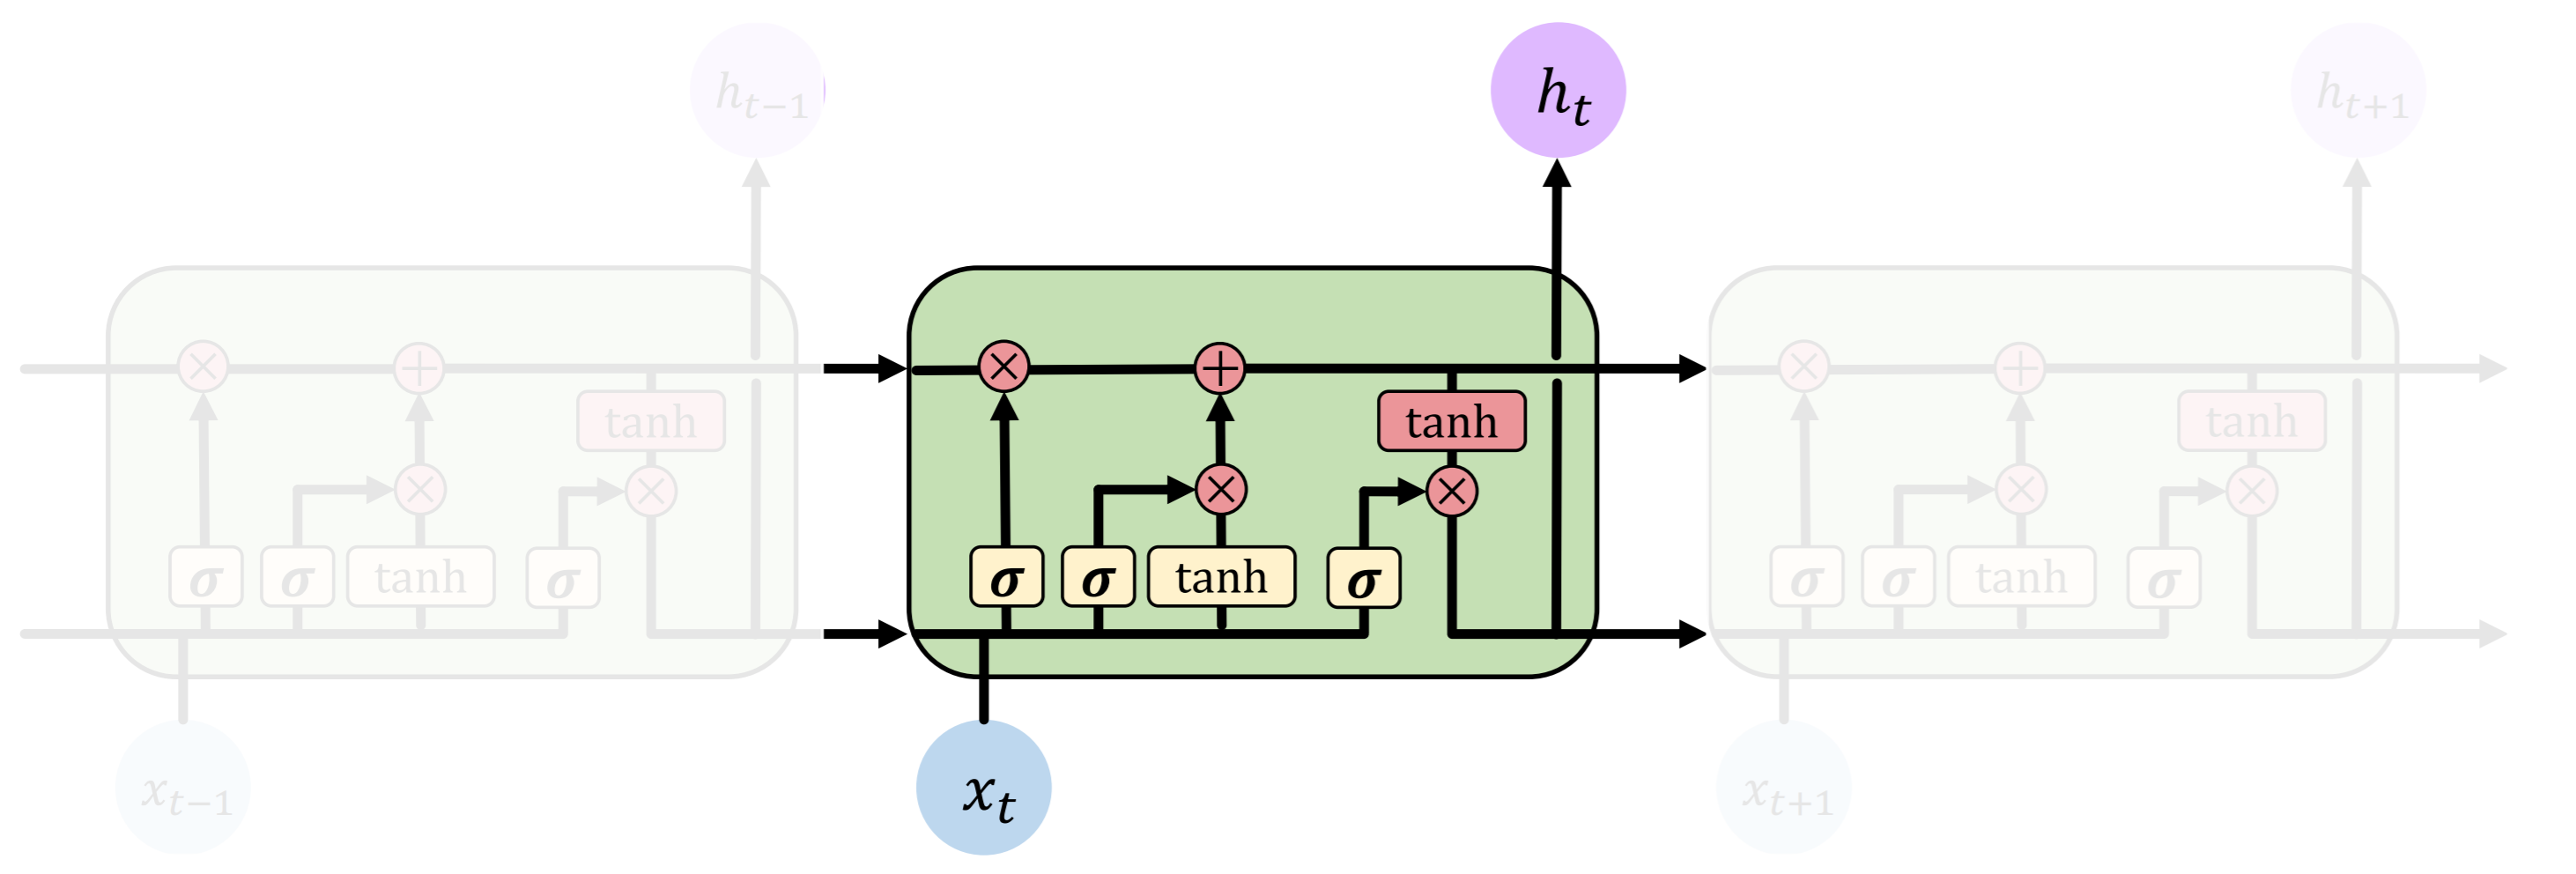 h_{t−1} h_t h_{t+1}
× + × + × +
tanh tanh tanh
× × × × × ×
σ σ tanh σ σ σ tanh σ σ σ tanh σ
x_{t−1} x_t x_{t+1}